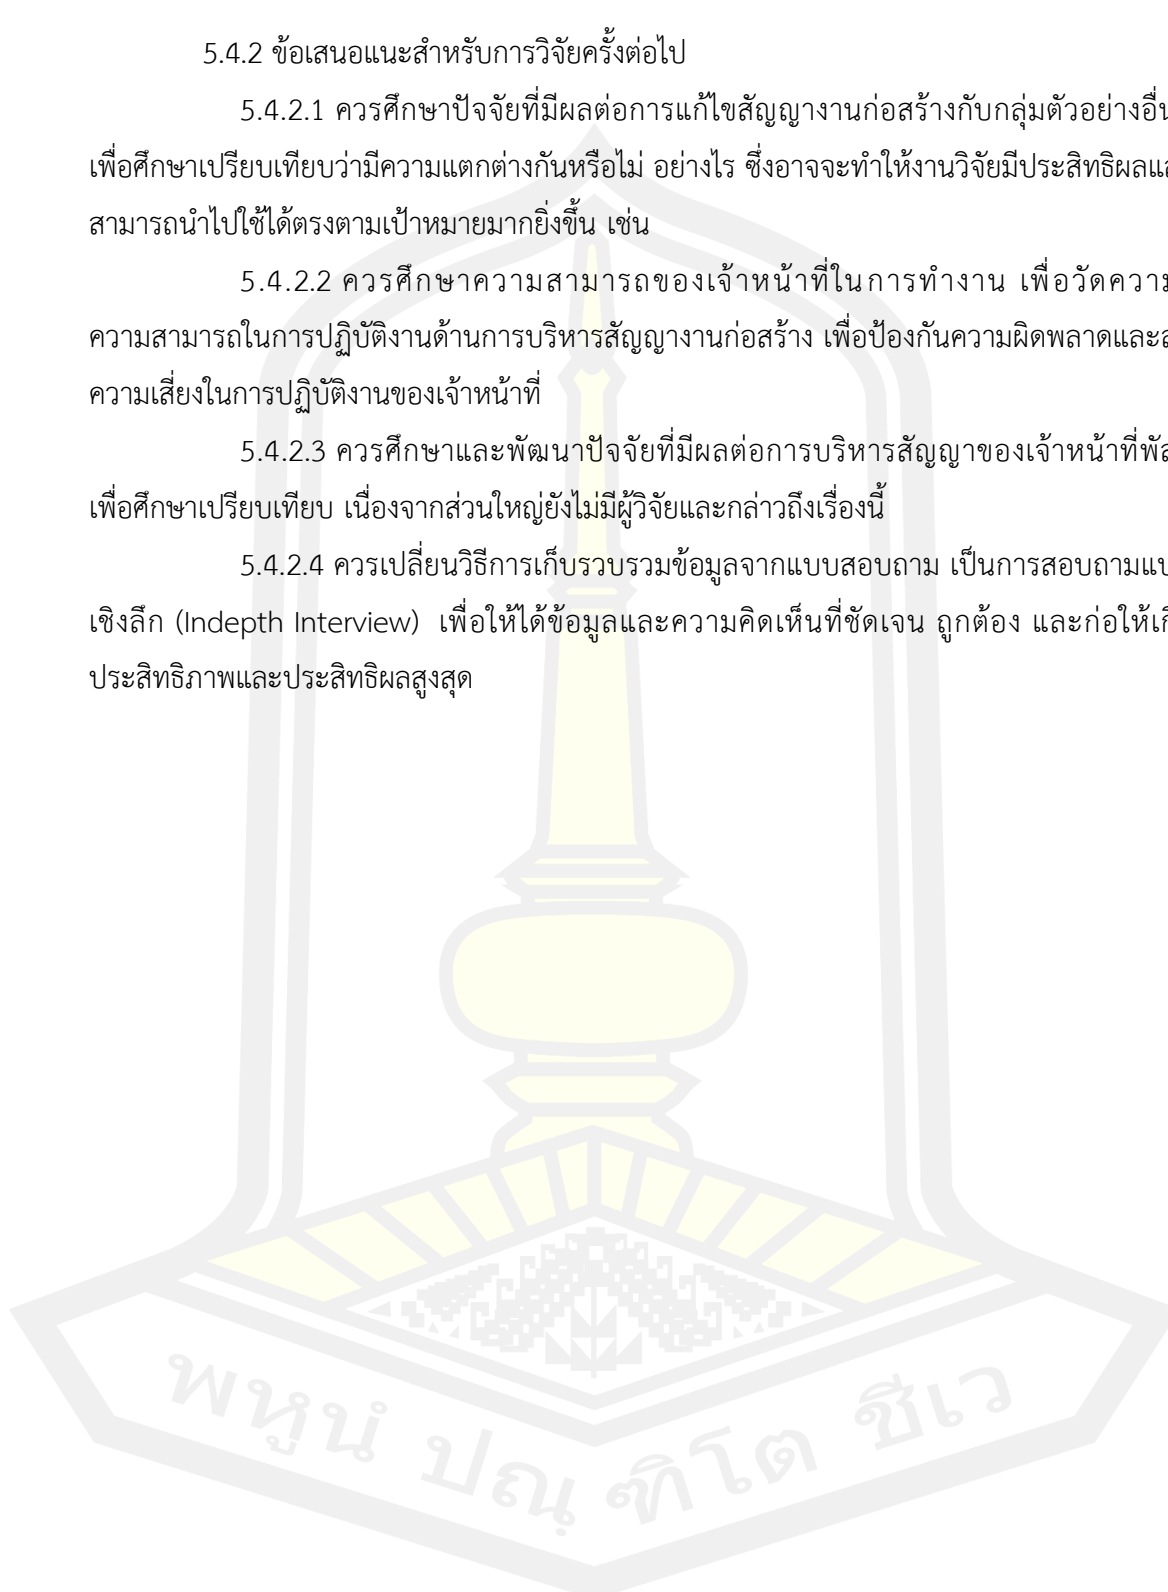 5.4.2 ข้อเสนอแนะสำหรับการวิจัยครั้งต่อไป
5.4.2.1 ควรศึกษาปัจจัยที่มีผลต่อการแก้ไขสัญญางานก่อสร้างกับกลุ่มตัวอย่างอื่น
เพื่อศึกษาเปรียบเทียบว่ามีความแตกต่างกันหรือไม่ อย่างไร ซึ่งอาจจะทำให้งานวิจัยมีประสิทธิผล
สามารถนำไปใช้ได้ตรงตามเป้าหมายมากยิ่งขึ้น เช่น
5.4.2.2 ควรศึกษาความสามารถของเจ้าหน้าที่ในการทำงาน เพื่อวัดความ
ความสามารถในการปฏิบัติงานด้านการบริหารสัญญางานก่อสร้าง เพื่อป้องกันความผิดพลาดและ
ความเสี่ยงในการปฏิบัติงานของเจ้าหน้าที่
5.4.2.3 ควรศึกษาและพัฒนาปัจจัยที่มีผลต่อการบริหารสัญญาของเจ้าหน้าที่
เพื่อศึกษาเปรียบเทียบ เนื่องจากส่วนใหญ่ยังไม่มีผู้วิจัยและกล่าวถึงเรื่องนี้
5.4.2.4 ควรเปลี่ยนวิธีการเก็บรวบรวมข้อมูลจากแบบสอบถาม เป็นการสอบถาม
เชิงลึก (Indepth Interview) เพื่อให้ได้ข้อมูลและความคิดเห็นที่ชัดเจน ถูกต้อง และก่อให้
ประสิทธิภาพและประสิทธิผลสูงสุด
พหูนํ ปณฺฑิโต ชีเว